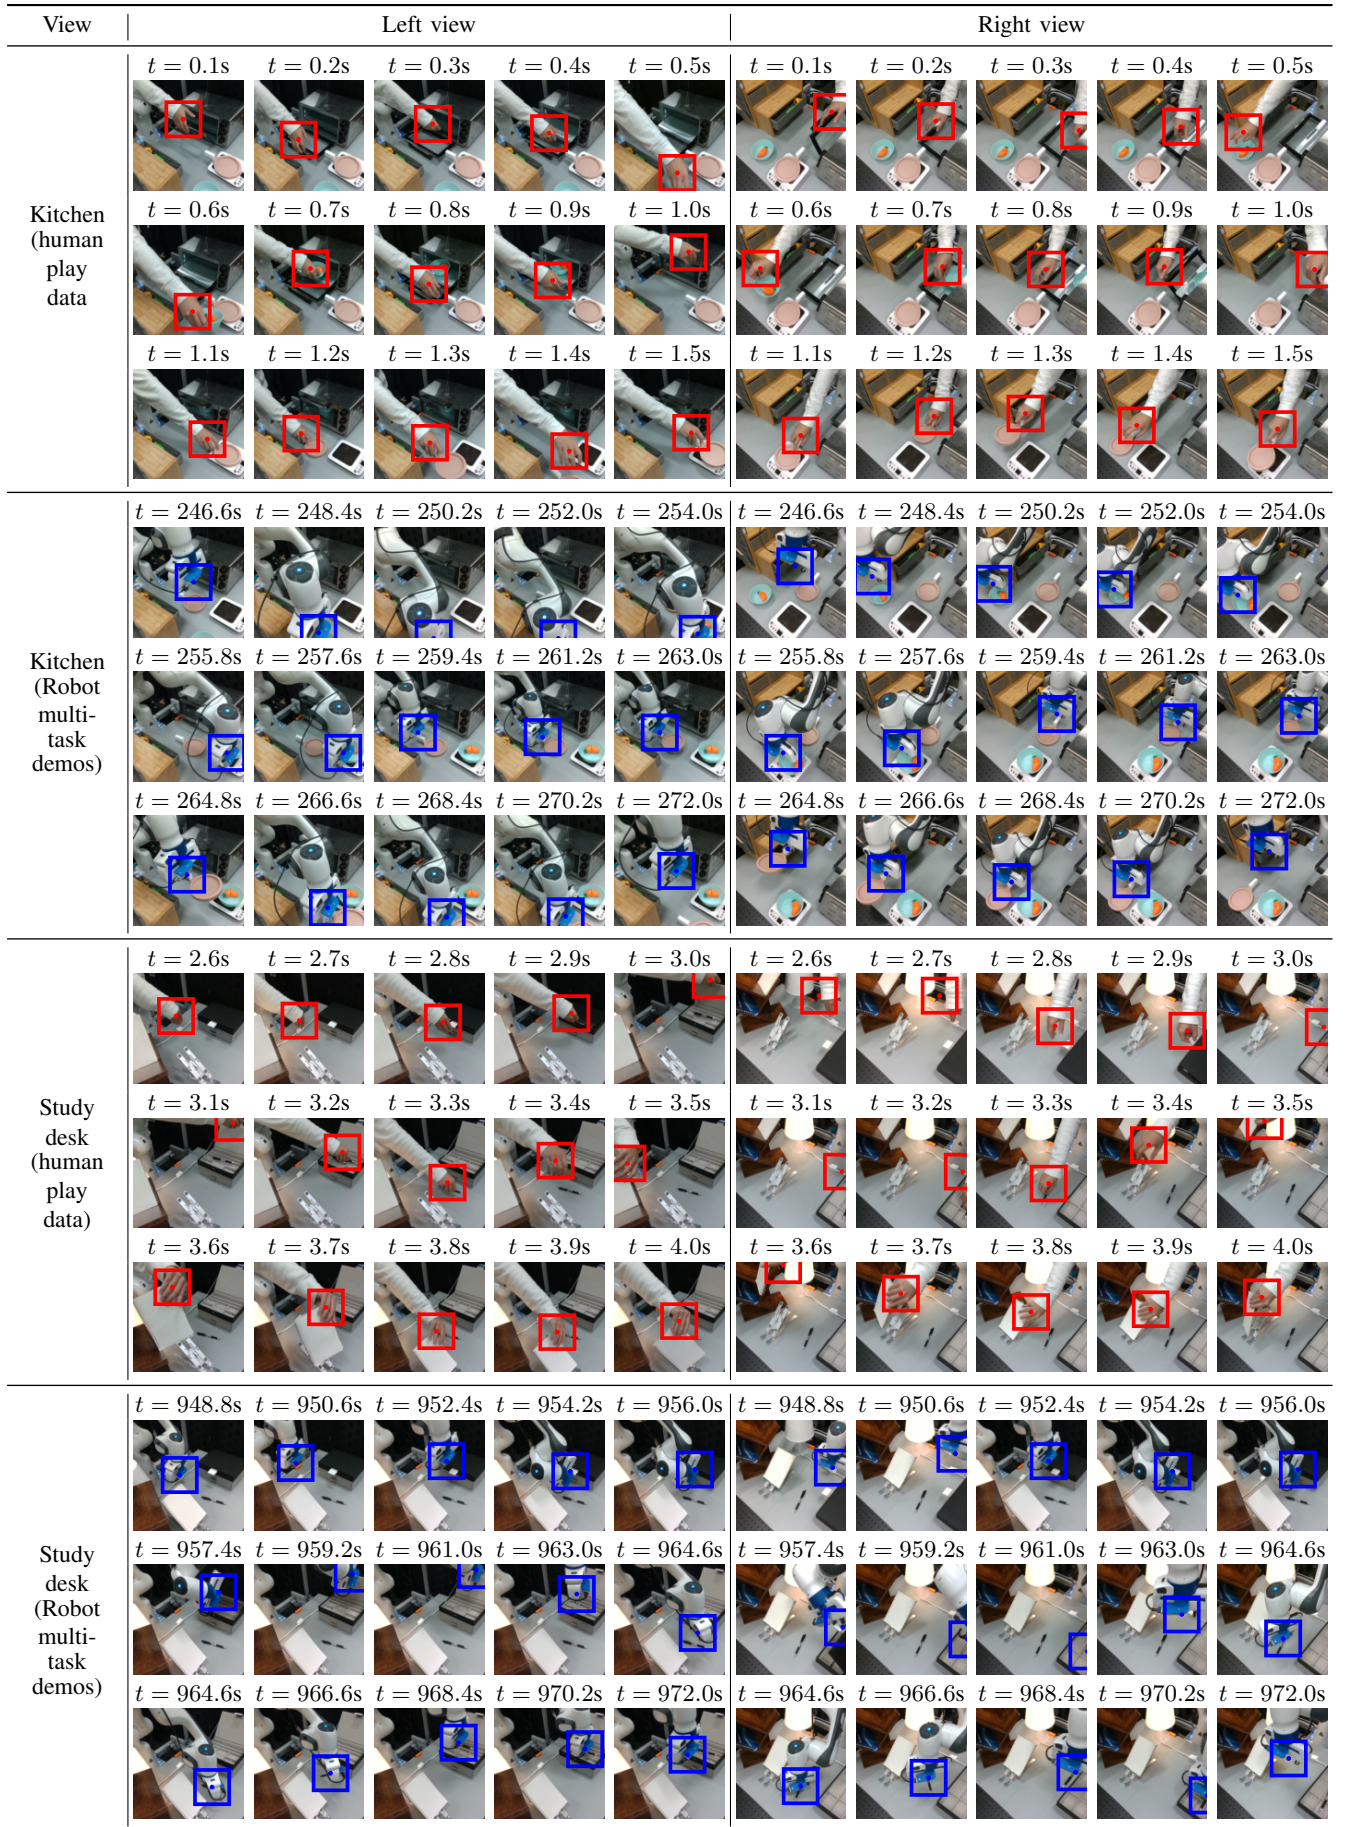 View Left view Right view
t = 0.1s t = 0.2s t = 0.3s t = 0.4s t = 0.5s t = 0.1s t = 0.2s t = 0.3s t = 0.4s t = 0.5s
t = 0.6s t = 0.7s t = 0.8s t = 0.9s t = 1.0s t = 0.6s t = 0.7s t = 0.8s t = 0.9s t = 1.0s
Kitchen
(human
play
data
t = 1.1s t = 1.2s t = 1.3s t = 1.4s t = 1.5s t = 1.1s t = 1.2s t = 1.3s t = 1.4s t = 1.5s
t = 246.6s t = 248.4s t = 250.2s t = 252.0s t = 254.0s t = 246.6s t = 248.4s t = 250.2s t = 252.0s t = 254.0s
t = 255.8s t = 257.6s t = 259.4s t = 261.2s t = 263.0s t = 255.8s t = 257.6s t = 259.4s t = 261.2s t = 263.0s
Kitchen
(Robot
multi-
task
demos)
t = 264.8s t = 266.6s t = 268.4s t = 270.2s t = 272.0s t = 264.8s t = 266.6s t = 268.4s t = 270.2s t = 272.0s
t = 2.6s t = 2.7s t = 2.8s t = 2.9s t = 3.0s t = 2.6s t = 2.7s t = 2.8s t = 2.9s t = 3.0s
t = 3.1s t = 3.2s t = 3.3s t = 3.4s t = 3.5s t = 3.1s t = 3.2s t = 3.3s t = 3.4s t = 3.5s
Study
desk
(human
play
data)
t = 3.6s t = 3.7s t = 3.8s t = 3.9s t = 4.0s t = 3.6s t = 3.7s t = 3.8s t = 3.9s t = 4.0s
t = 948.8s t = 950.6s t = 952.4s t = 954.2s t = 956.0s t = 948.8s t = 950.6s t = 952.4s t = 954.2s t = 956.0s
t = 957.4s t = 959.2s t = 961.0s t = 963.0s t = 964.6s t = 957.4s t = 959.2s t = 961.0s t = 963.0s t = 964.6s
Study
desk
(Robot
multi-
task
demos)
t = 964.6s t = 966.6s t = 968.4s t = 970.2s t = 972.0s t = 964.6s t = 966.6s t = 968.4s t = 970.2s t = 972.0s